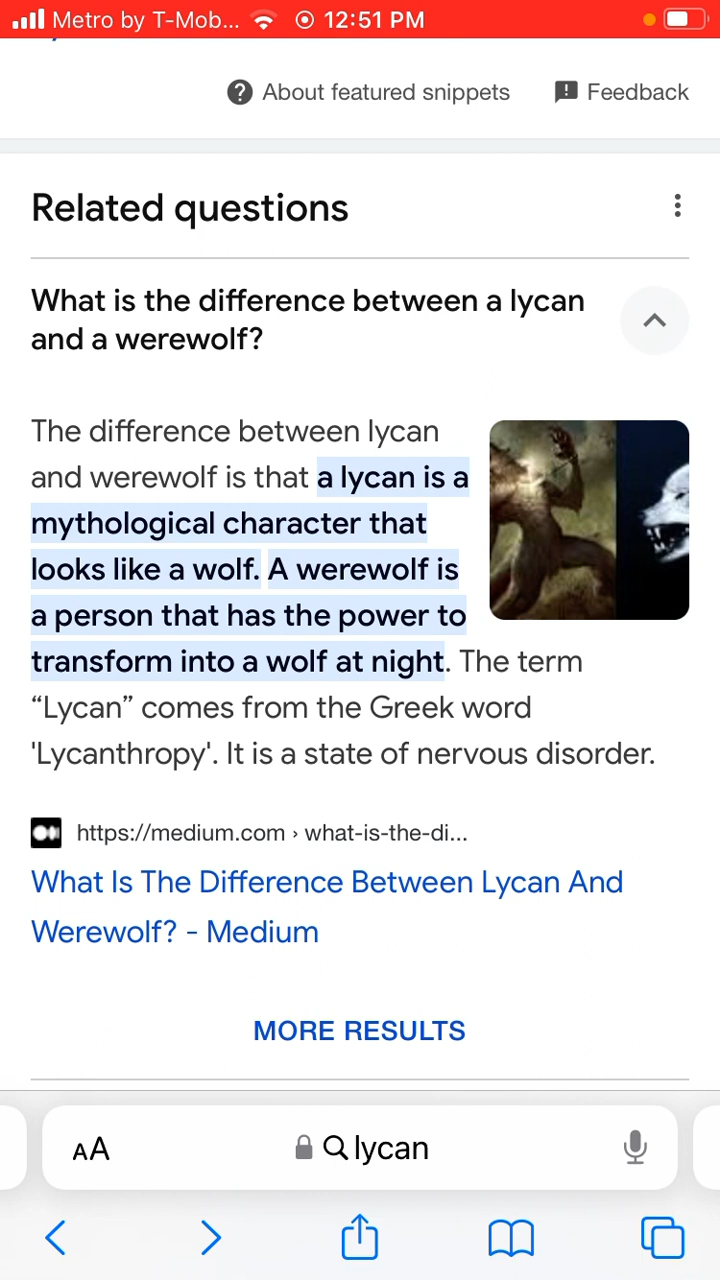 Metro by T-Mob... 12:51 PM
About featured snippets Feedback
Related questions
What is the difference between a lycan
and a werewolf?
The difference between lycan
and werewolf is that a lycan is a
mythological character that
looks like a wolf. A werewolf is
a person that has the power to
transform into a wolf at night. The term
“Lycan” comes from the Greek word
'Lycanthropy'. It is a state of nervous disorder.
https://medium.com › what-is-the-di...
What Is The Difference Between Lycan And
Werewolf? - Medium
MORE RESULTS
AA lycan